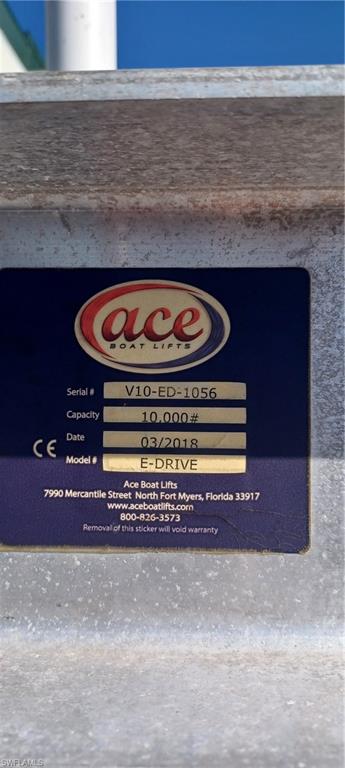 ace
BOAT LIFTS
Serial # V10-ED-1056
Capacity 10,000#
Date 03/2018
CE Model # E-DRIVE
Ace Boat Lifts
7990 Mercantile Street North Fort Myers, Florida 33917
www.aceboatlifts.com
800-826-3573
Removal of this sticker will void warranty
SWFLAMLS